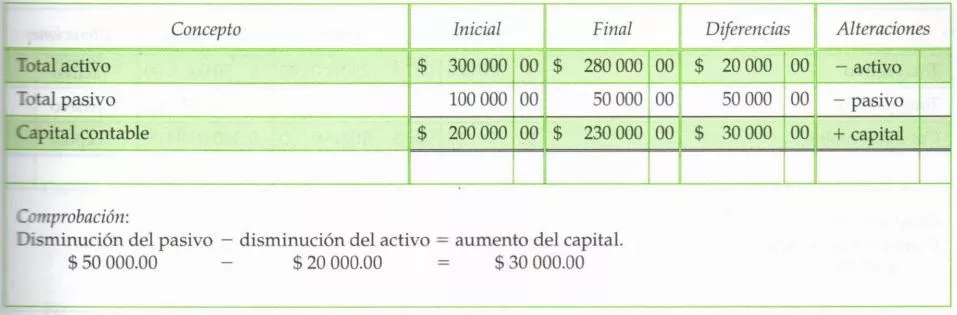 Concepto Inicial Final Diferencias Alteraciones
Total activo $ 300 000 00 $ 280 000 00 $ 20 000 00 − activo
Total pasivo 100 000 00 50 000 00 50 000 00 − pasivo
Capital contable $ 200 000 00 $ 230 000 00 $ 30 000 00 + capital
Comprobación:
Disminución del pasivo − disminución del activo = aumento del capital.
$ 50 000.00 − $ 20 000.00 = $ 30 000.00